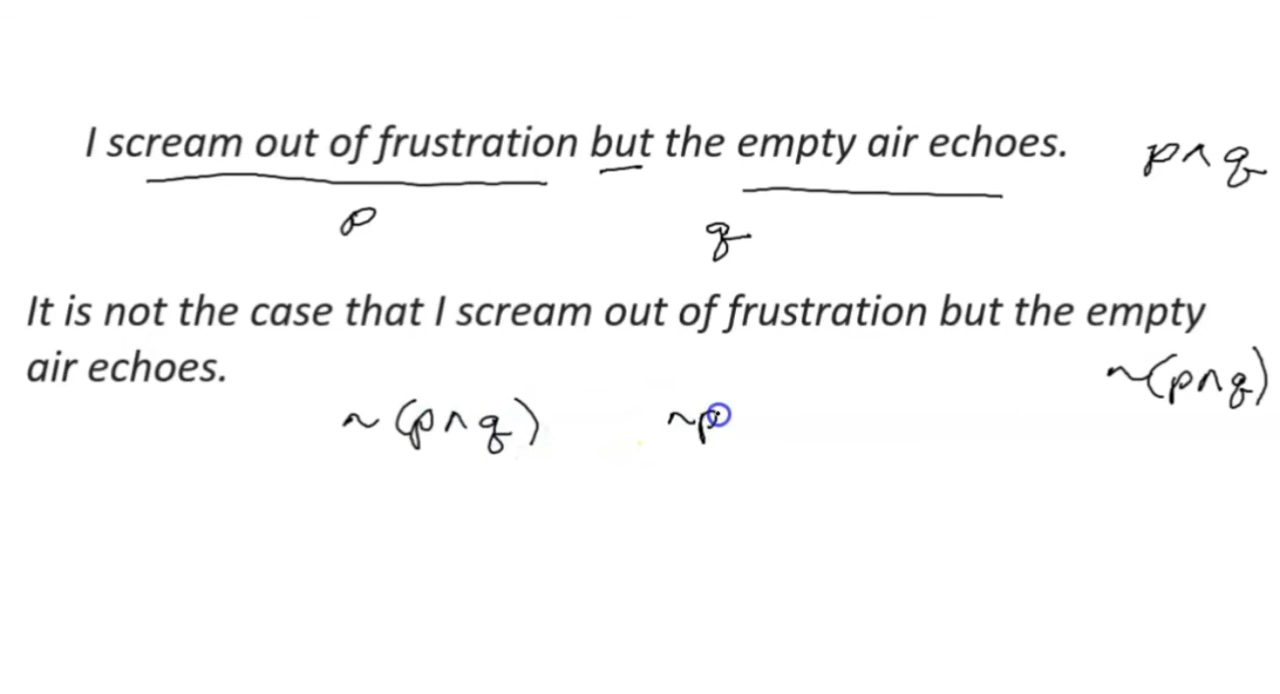 I scream out of frustration but the empty air echoes. p∧q
p q
It is not the case that I scream out of frustration but the empty
air echoes. ~(p∧q)
~(p∧q) ~p